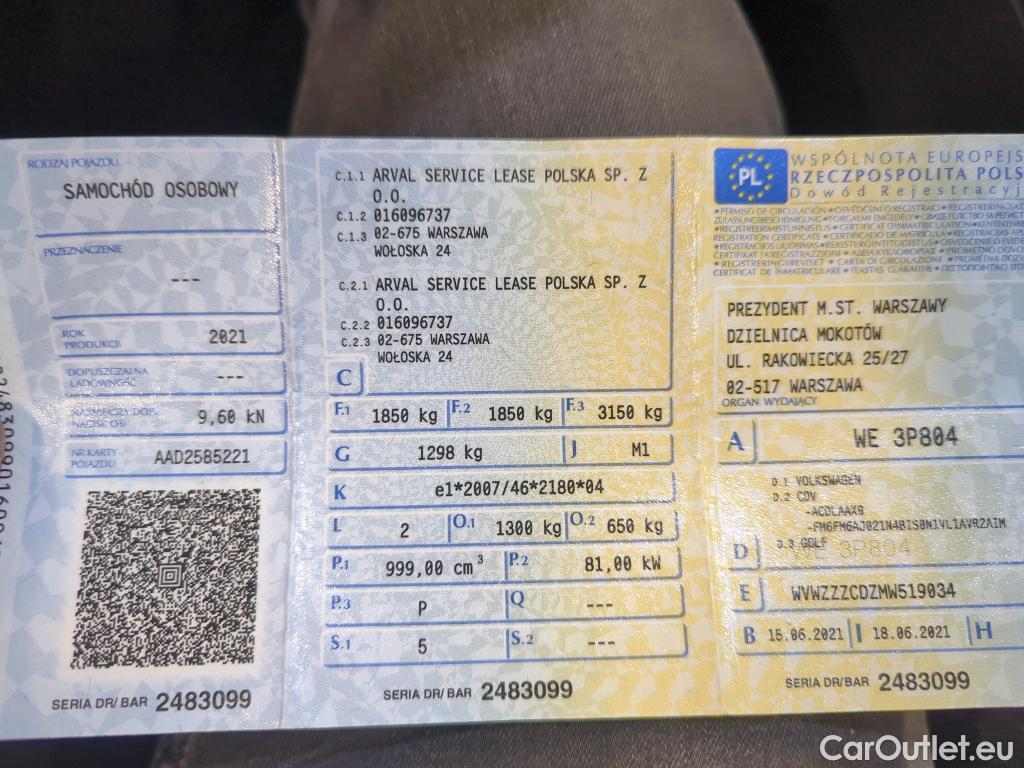 RODZAJ POJAZDU
SAMOCHÓD OSOBOWY
PRZEZNACZENIE
---
ROK PRODUKCJI
2021
DOPUSZCZALNA ŁADOWNOŚĆ
---
NAJWIĘKSZY DOP. NACISK OSI
9,60 kN
NR KARTY POJAZDU
AAD2585221
SERIA DR/BAR 2483099
C.1.1 ARVAL SERVICE LEASE POLSKA SP. Z
O.O.
C.1.2 016096737
C.1.3 02-675 WARSZAWA
WOŁOSKA 24
C.2.1 ARVAL SERVICE LEASE POLSKA SP. Z
O.O.
C.2.2 016096737
C.2.3 02-675 WARSZAWA
WOŁOSKA 24
C
F.1 1850 kg F.2 1850 kg F.3 3150 kg
G 1298 kg J M1
K e1*2007/46*2180*04
L 2 O.1 1300 kg O.2 650 kg
P.1 999,00 cm³ P.2 81,00 kW
P.3 P Q ---
S.1 5 S.2 ---
SERIA DR/BAR 2483099
PL
WSPÓLNOTA EUROPEJS
RZECZPOSPOLITA POLS
Dowód Rejestracyj
PREZYDENT M.ST. WARSZAWY
DZIELNICA MOKOTÓW
UL. RAKOWIECKA 25/27
02-517 WARSZAWA
ORGAN WYDAJĄCY
A WE 3P804
D.1 VOLKSWAGEN
D.2 CDV
-ACDLAAX0
-FM6FM6AJ021N4BIS0N1VL1AVR2AIM
D D.3 GOLF 3P804
E WVWZZZCDZMW519034
B 15.06.2021 I 18.06.2021 H
SERIA DR/BAR 2483099
CarOutlet.eu